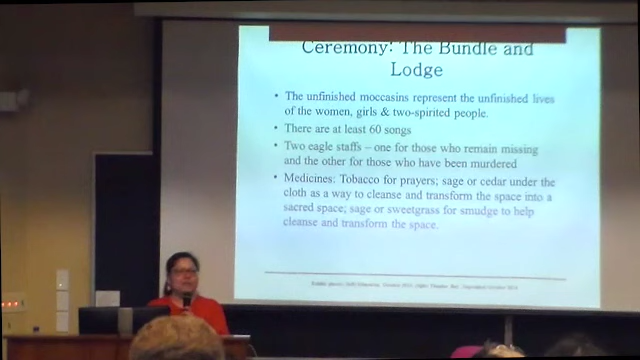 Ceremony: The Bundle and
Lodge
• The unfinished moccasins represent the unfinished lives
of the women, girls & two-spirited people.
• There are at least 60 songs
• Two eagle staffs – one for those who remain missing
and the other for those who have been murdered
• Medicines: Tobacco for prayers; sage or cedar under the
cloth as a way to cleanse and transform the space into a
sacred space; sage or sweetgrass for smudge to help
cleanse and transform the space.